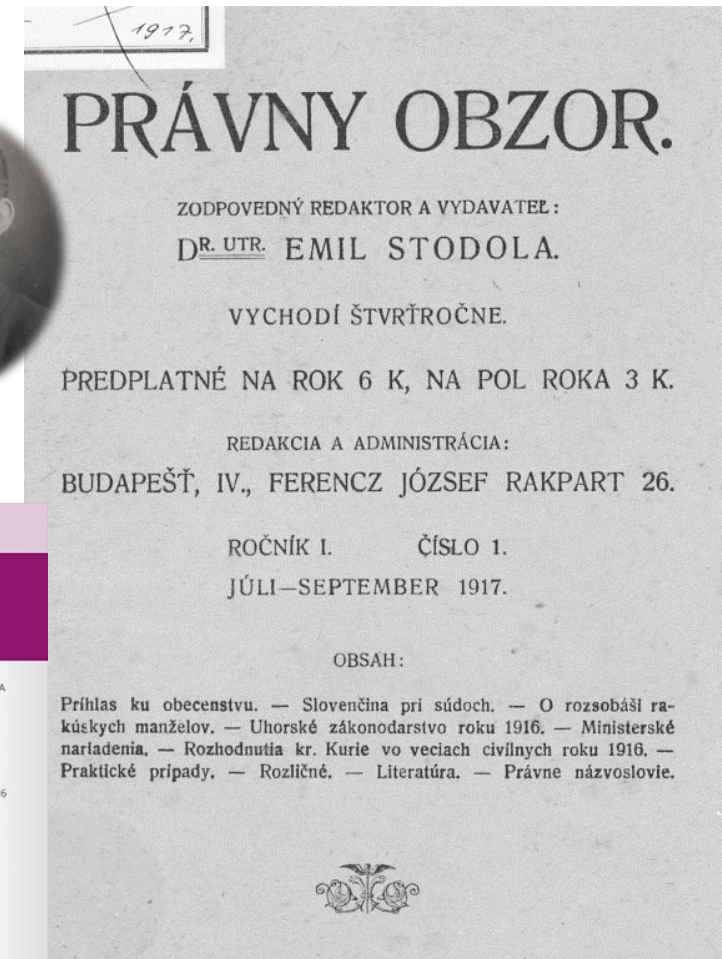 1917.
PRÁVNY OBZOR.
ZODPOVEDNÝ REDAKTOR A VYDAVATEĽ:
DR. UTR. EMIL STODOLA.
VYCHODÍ ŠTVRŤROČNE.
PREDPLATNÉ NA ROK 6 K, NA POL ROKA 3 K.
REDAKCIA A ADMINISTRÁCIA:
BUDAPEŠŤ, IV., FERENCZ JÓZSEF RAKPART 26.
ROČNÍK I. ČÍSLO 1.
JÚLI—SEPTEMBER 1917.
OBSAH:
Príhlas ku obecenstvu. — Slovenčina pri súdoch. — O rozsobáši ra-
kúskych manželov. — Uhorské zákonodarstvo roku 1916. — Ministerské
nariadenia. — Rozhodnutia kr. Kurie vo veciach civilnych roku 1916. —
Praktické prípady. — Rozličné. — Literatúra. — Právne názvoslovie.
A
6